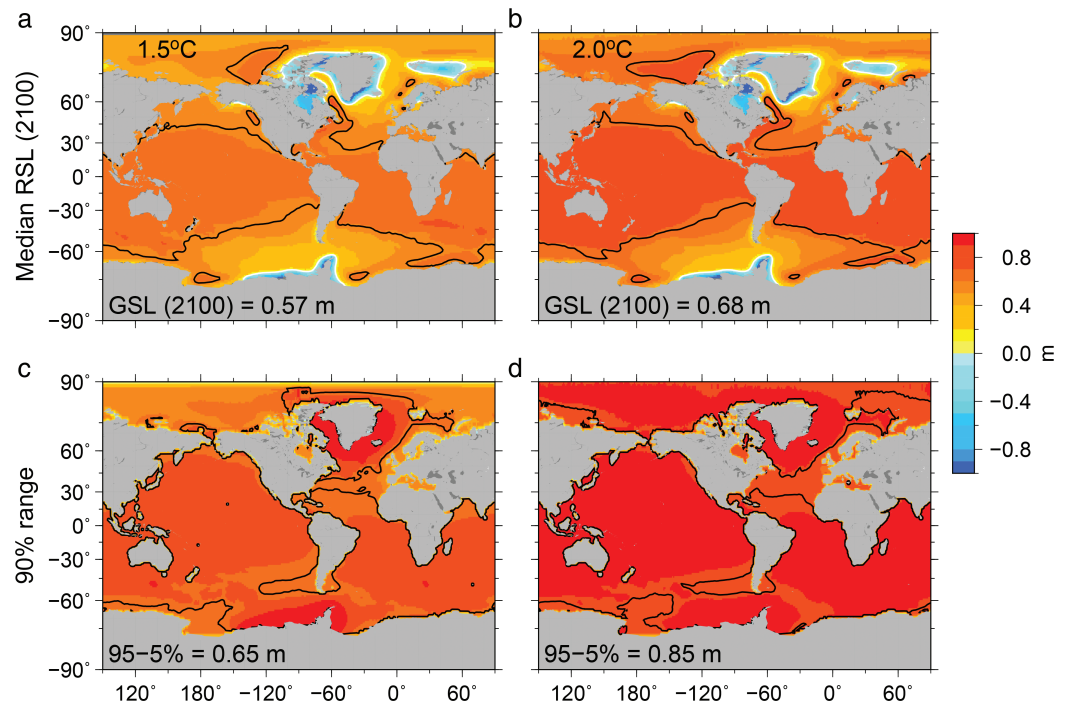 a
b
Median RSL (2100)
90°
60°
30°
0°
−30°
−60°
−90°
1.5°C
GSL (2100) = 0.57 m
2.0°C
GSL (2100) = 0.68 m
c
d
90% range
90°
60°
30°
0°
−30°
−60°
−90°
95−5% = 0.65 m
95−5% = 0.85 m
120° 180° −120° −60° 0° 60°
120° 180° −120° −60° 0° 60°
0.8
0.4
0.0
−0.4
−0.8
m